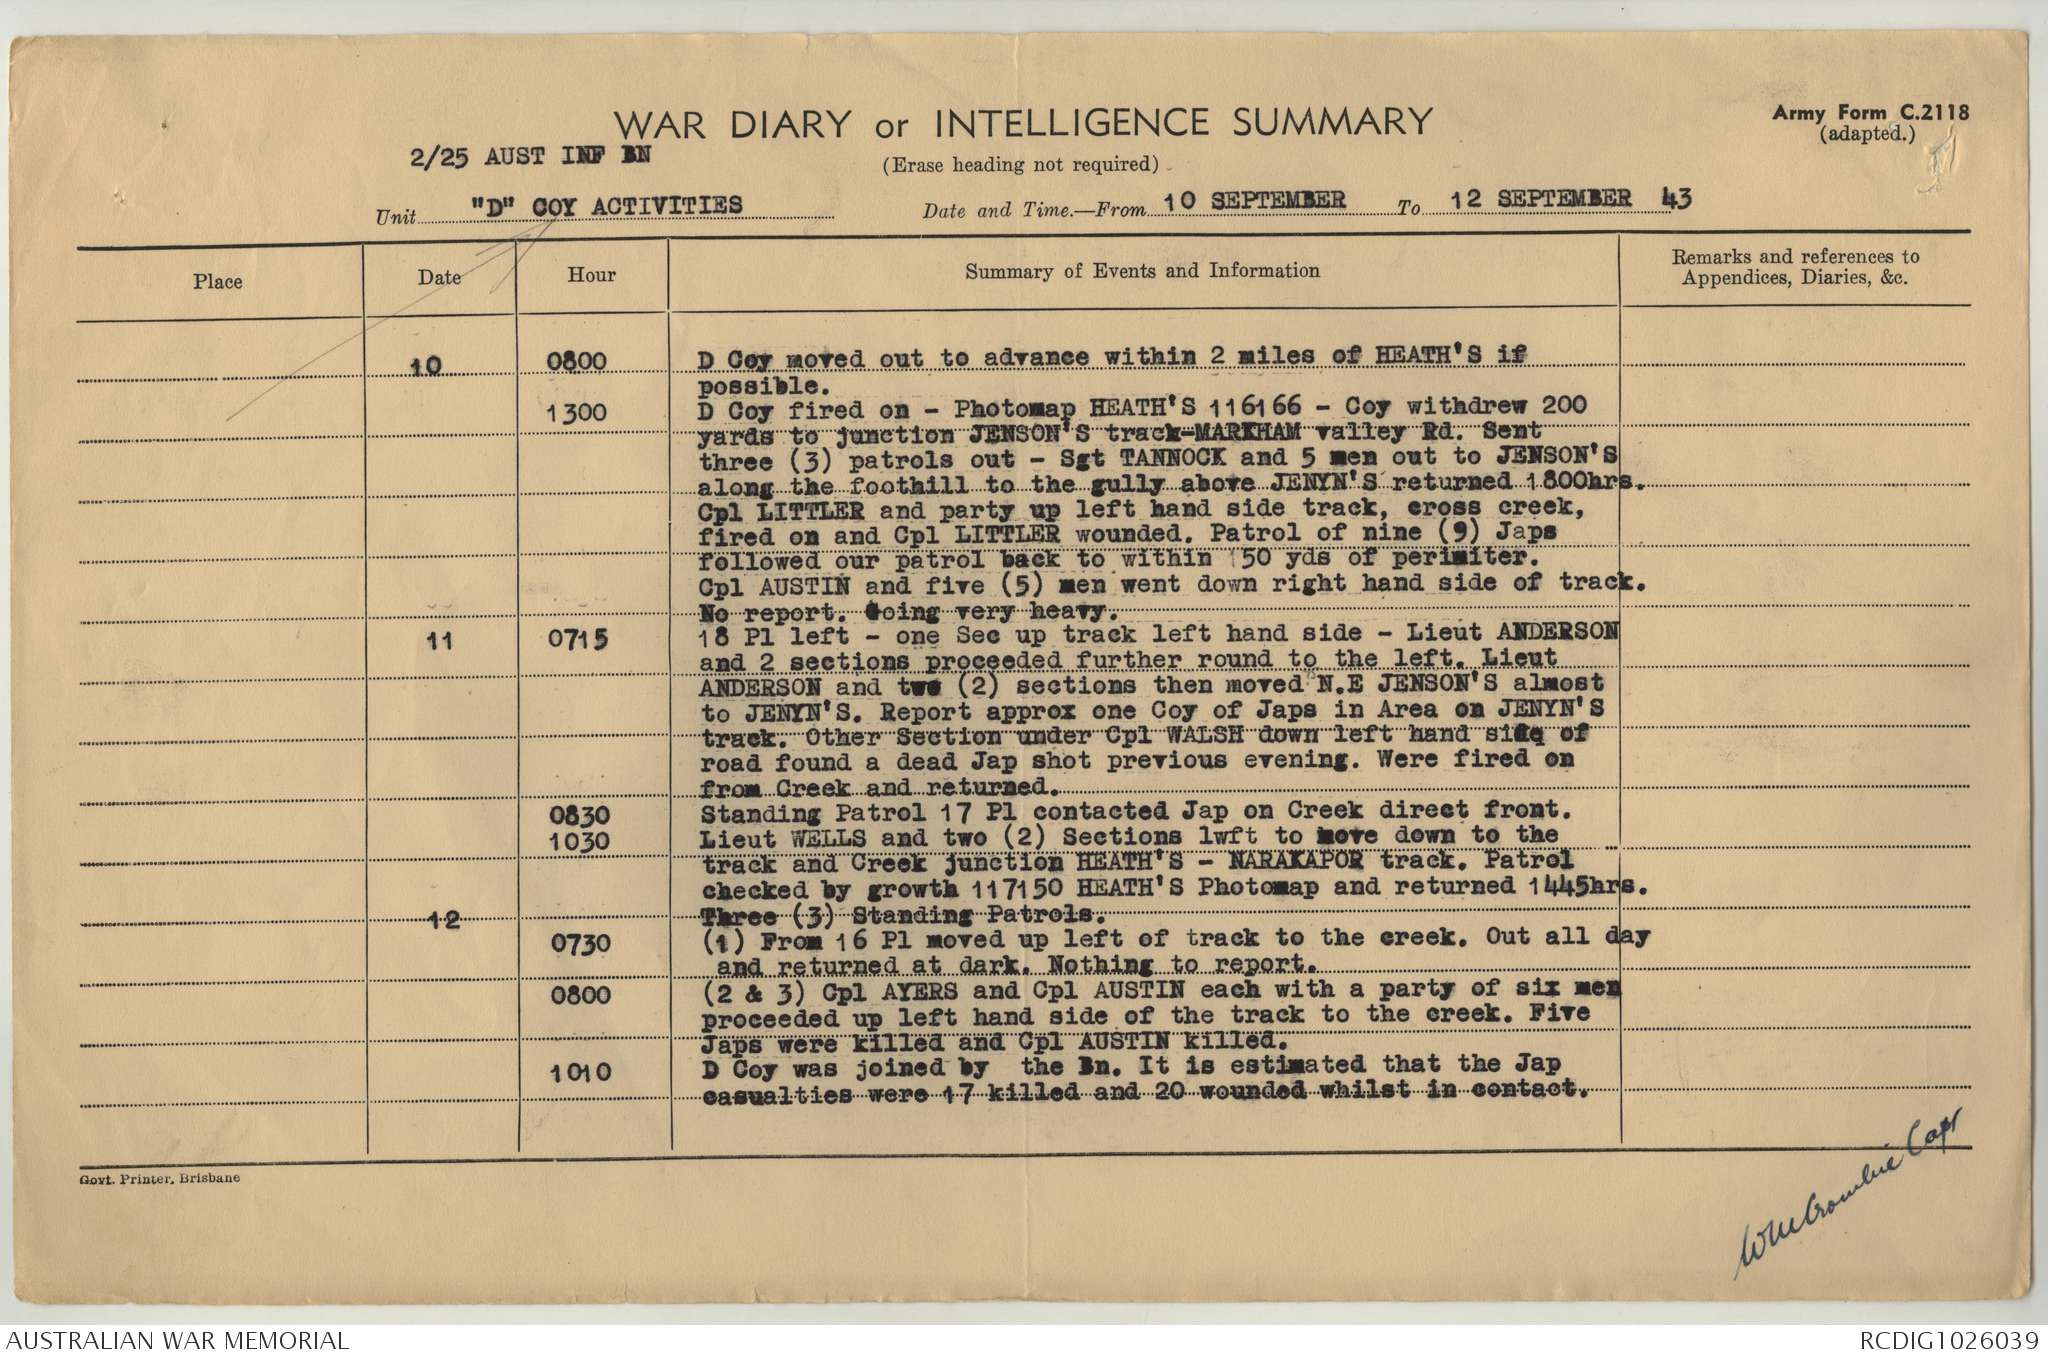 WAR DIARY or INTELLIGENCE SUMMARY
Army Form C.2118
(adapted.)
2/25 AUST INF BN
(Erase heading not required)
Unit "D" COY ACTIVITIES
Date and Time.—From 10 SEPTEMBER To 12 SEPTEMBER 43
Place Date Hour Summary of Events and Information Remarks and references to
Appendices, Diaries, &c.
10 0800 D Coy moved out to advance within 2 miles of HEATH'S if
possible.
1300 D Coy fired on - Photomap HEATH'S 116166 - Coy withdrew 200
yards to junction JENSON'S track-MARKHAM valley Rd. Sent
three (3) patrols out - Sgt TANNOCK and 5 men out to JENSON'S
along the foothill to the gully above JENYN'S returned 1800hrs.
Cpl LITTLER and party up left hand side track, cross creek,
fired on and Cpl LITTLER wounded. Patrol of nine (9) Japs
followed our patrol back to within 150 yds of perimiter.
Cpl AUSTIN and five (5) men went down right hand side of track.
No report. Going very heavy.
11 0715 18 Pl left - one Sec up track left hand side - Lieut ANDERSON
and 2 sections proceeded further round to the left. Lieut
ANDERSON and two (2) sections then moved N.E JENSON'S almost
to JENYN'S. Report approx one Coy of Japs in Area on JENYN'S
track. Other Section under Cpl WALSH down left hand side of
road found a dead Jap shot previous evening. Were fired on
from Creek and returned.
0830 Standing Patrol 17 Pl contacted Jap on Creek direct front.
1030 Lieut WELLS and two (2) Sections lwft to move down to the
track and Creek junction HEATH'S - NARAKAPOR track. Patrol
checked by growth 117150 HEATH'S Photomap and returned 1445hrs.
12 Three (3) Standing Patrols.
0730 (1) From 16 Pl moved up left of track to the creek. Out all day
and returned at dark. Nothing to report.
0800 (2 & 3) Cpl AYERS and Cpl AUSTIN each with a party of six men
proceeded up left hand side of the track to the creek. Five
Japs were killed and Cpl AUSTIN killed.
1010 D Coy was joined by the Bn. It is estimated that the Jap
casualties were 17 killed and 20 wounded whilst in contact.
Govt. Printer, Brisbane
WM Crombie Capt
AUSTRALIAN WAR MEMORIAL
RCDIG1026039